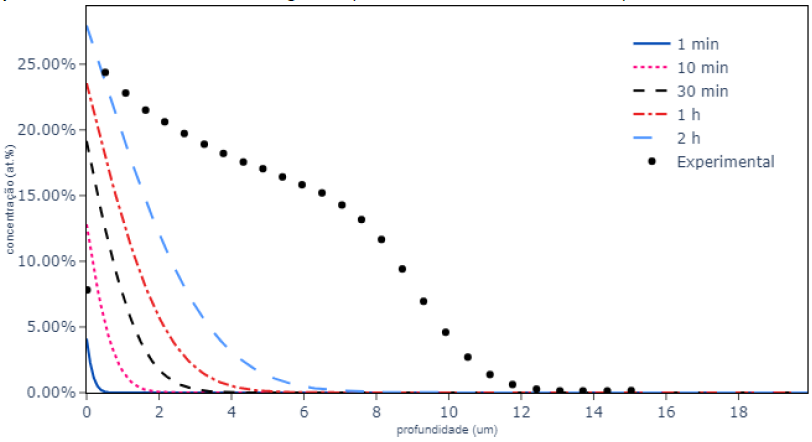 25.00%
20.00%
15.00%
10.00%
5.00%
0.00%
concentração (at.%)
0 2 4 6 8 10 12 14 16 18
profundidade (um)
1 min
10 min
30 min
1 h
2 h
Experimental